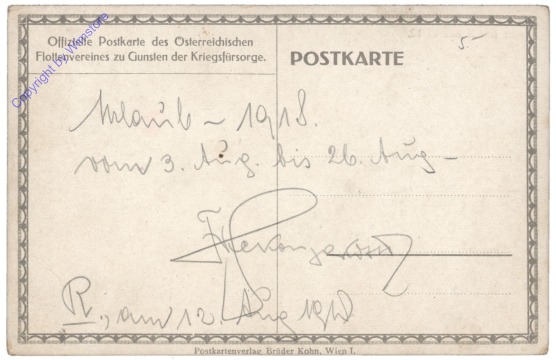 Offizielle Postkarte des Österreichischen
Flottenvereines zu Gunsten der Kriegsfürsorge.
POSTKARTE
5.-
Copyright by Wanstore
Urlaub - 1918.
vom 3. Aug. bis 26. Aug -
R., am 12. Aug 1918
Postkartenverlag Brüder Kohn, Wien I.